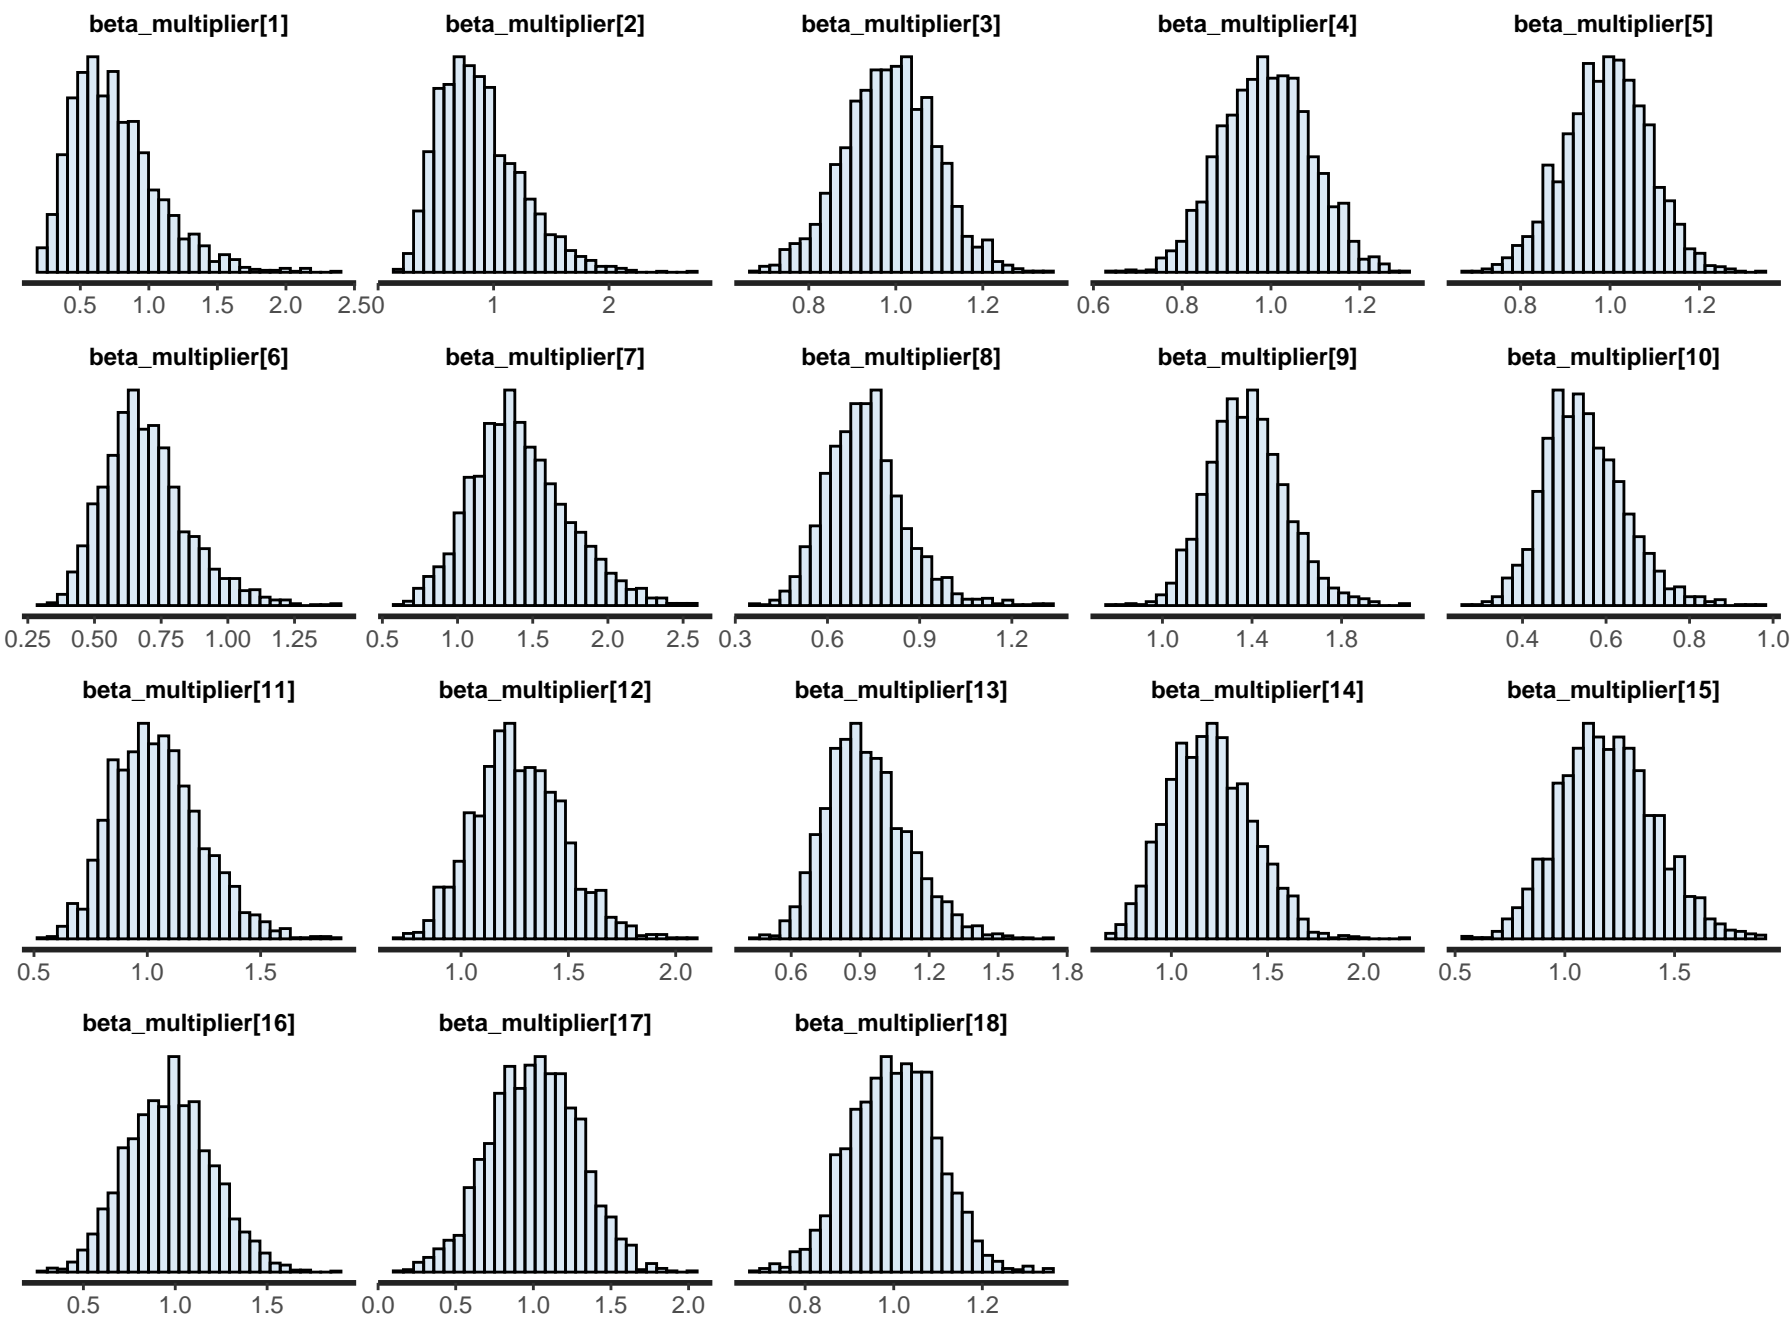 beta_multiplier[1] beta_multiplier[2] beta_multiplier[3] beta_multiplier[4] beta_multiplier[5]
0.5 1.0 1.5 2.0 2.5 0 1 2 0.8 1.0 1.2 0.6 0.8 1.0 1.2 0.8 1.0 1.2
beta_multiplier[6] beta_multiplier[7] beta_multiplier[8] beta_multiplier[9] beta_multiplier[10]
0.25 0.50 0.75 1.00 1.25 0.5 1.0 1.5 2.0 2.5 0.3 0.6 0.9 1.2 1.0 1.4 1.8 0.4 0.6 0.8 1.0
beta_multiplier[11] beta_multiplier[12] beta_multiplier[13] beta_multiplier[14] beta_multiplier[15]
0.5 1.0 1.5 1.0 1.5 2.0 0.6 0.9 1.2 1.5 1.8 1.0 1.5 2.0 0.5 1.0 1.5
beta_multiplier[16] beta_multiplier[17] beta_multiplier[18]
0.5 1.0 1.5 0.0 0.5 1.0 1.5 2.0 0.8 1.0 1.2